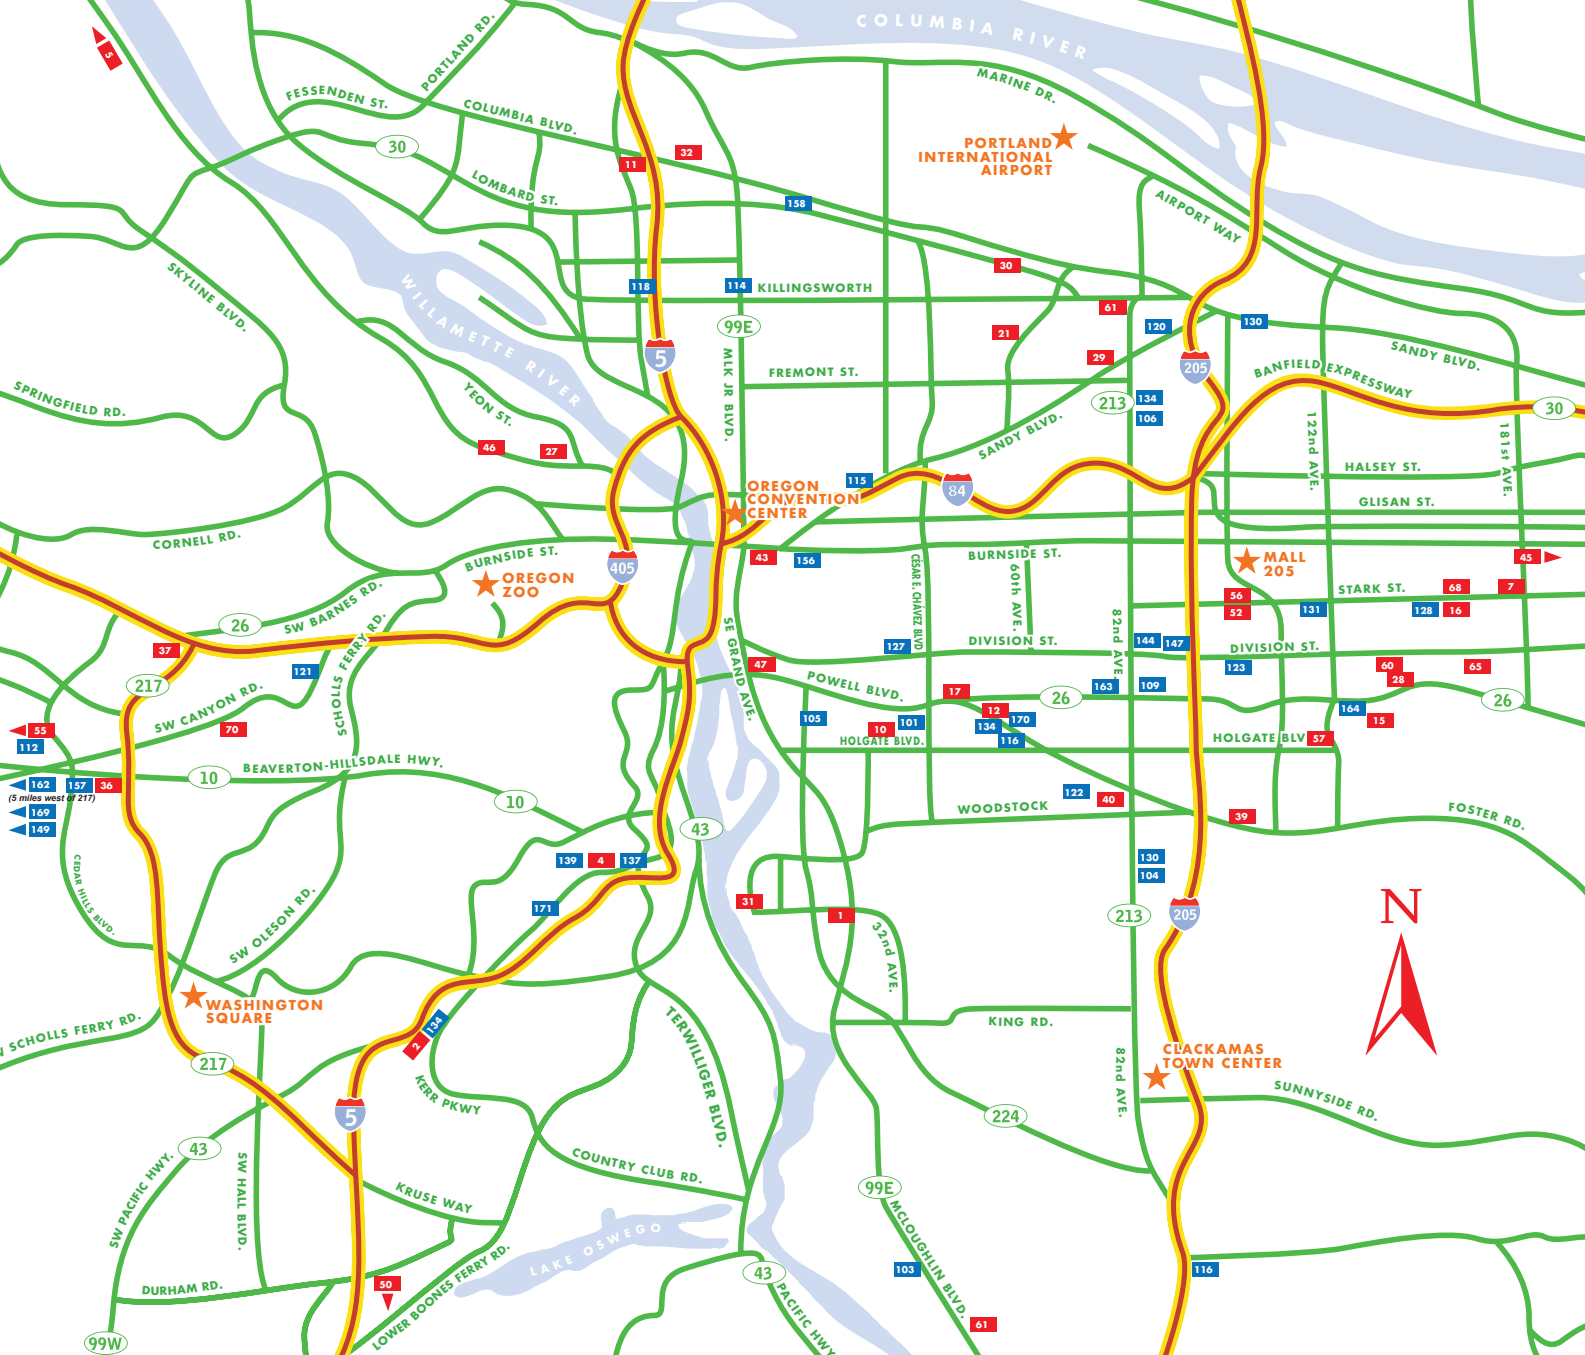 COLUMBIA RIVER
5
PORTLAND RD.
FESSENDEN ST.
COLUMBIA BLVD.
MARINE DR.
30
32
11
PORTLAND
INTERNATIONAL
AIRPORT
LOMBARD ST.
158
AIRPORT WAY
SKYLINE BLVD.
WILLAMETTE RIVER
30
118
114
KILLINGSWORTH
61
99E
21
120
130
5
MLK JR BLVD.
29
205
SANDY BLVD.
BANFIELD EXPRESSWAY
FREMONT ST.
SPRINGFIELD RD.
YEON ST.
213
134
106
30
SANDY BLVD.
122nd AVE.
181st AVE.
46
27
HALSEY ST.
115
84
OREGON
CONVENTION
CENTER
GLISAN ST.
CORNELL RD.
BURNSIDE ST.
405
43
156
BURNSIDE ST.
MALL
205
45
OREGON
ZOO
CESAR E. CHAVEZ BLVD
60th AVE.
SW BARNES RD.
26
STARK ST.
68
7
56
52
131
128
16
SE GRAND AVE.
82nd AVE.
SCHOLLS FERRY RD.
37
127
DIVISION ST.
144
147
DIVISION ST.
121
47
123
60
65
28
217
POWELL BLVD.
17
26
163
109
26
SW CANYON RD.
164
15
55
112
70
105
10
101
12
134
170
116
HOLGATE BLVD.
HOLGATE BLV
57
BEAVERTON-HILLSDALE HWY.
10
162
157
36
(5 miles west of 217)
10
169
149
122
40
WOODSTOCK
39
FOSTER RD.
43
CEDAR HILLS BLVD.
139
4
137
130
104
171
31
1
213
205
N
SW OLESON RD.
32nd AVE.
WASHINGTON
SQUARE
W SCHOLLS FERRY RD.
134
2
TERWILLIGER BLVD.
KING RD.
217
KERR PKWY
82nd AVE.
CLACKAMAS
TOWN CENTER
SUNNYSIDE RD.
5
224
43
SW PACIFIC HWY.
SW HALL BLVD.
COUNTRY CLUB RD.
KRUSE WAY
99E
LAKE OSWEGO
MCLOUGHLIN BLVD.
LOWER BOONES FERRY RD.
DURHAM RD.
50
43
103
116
PACIFIC HWY
61
99W